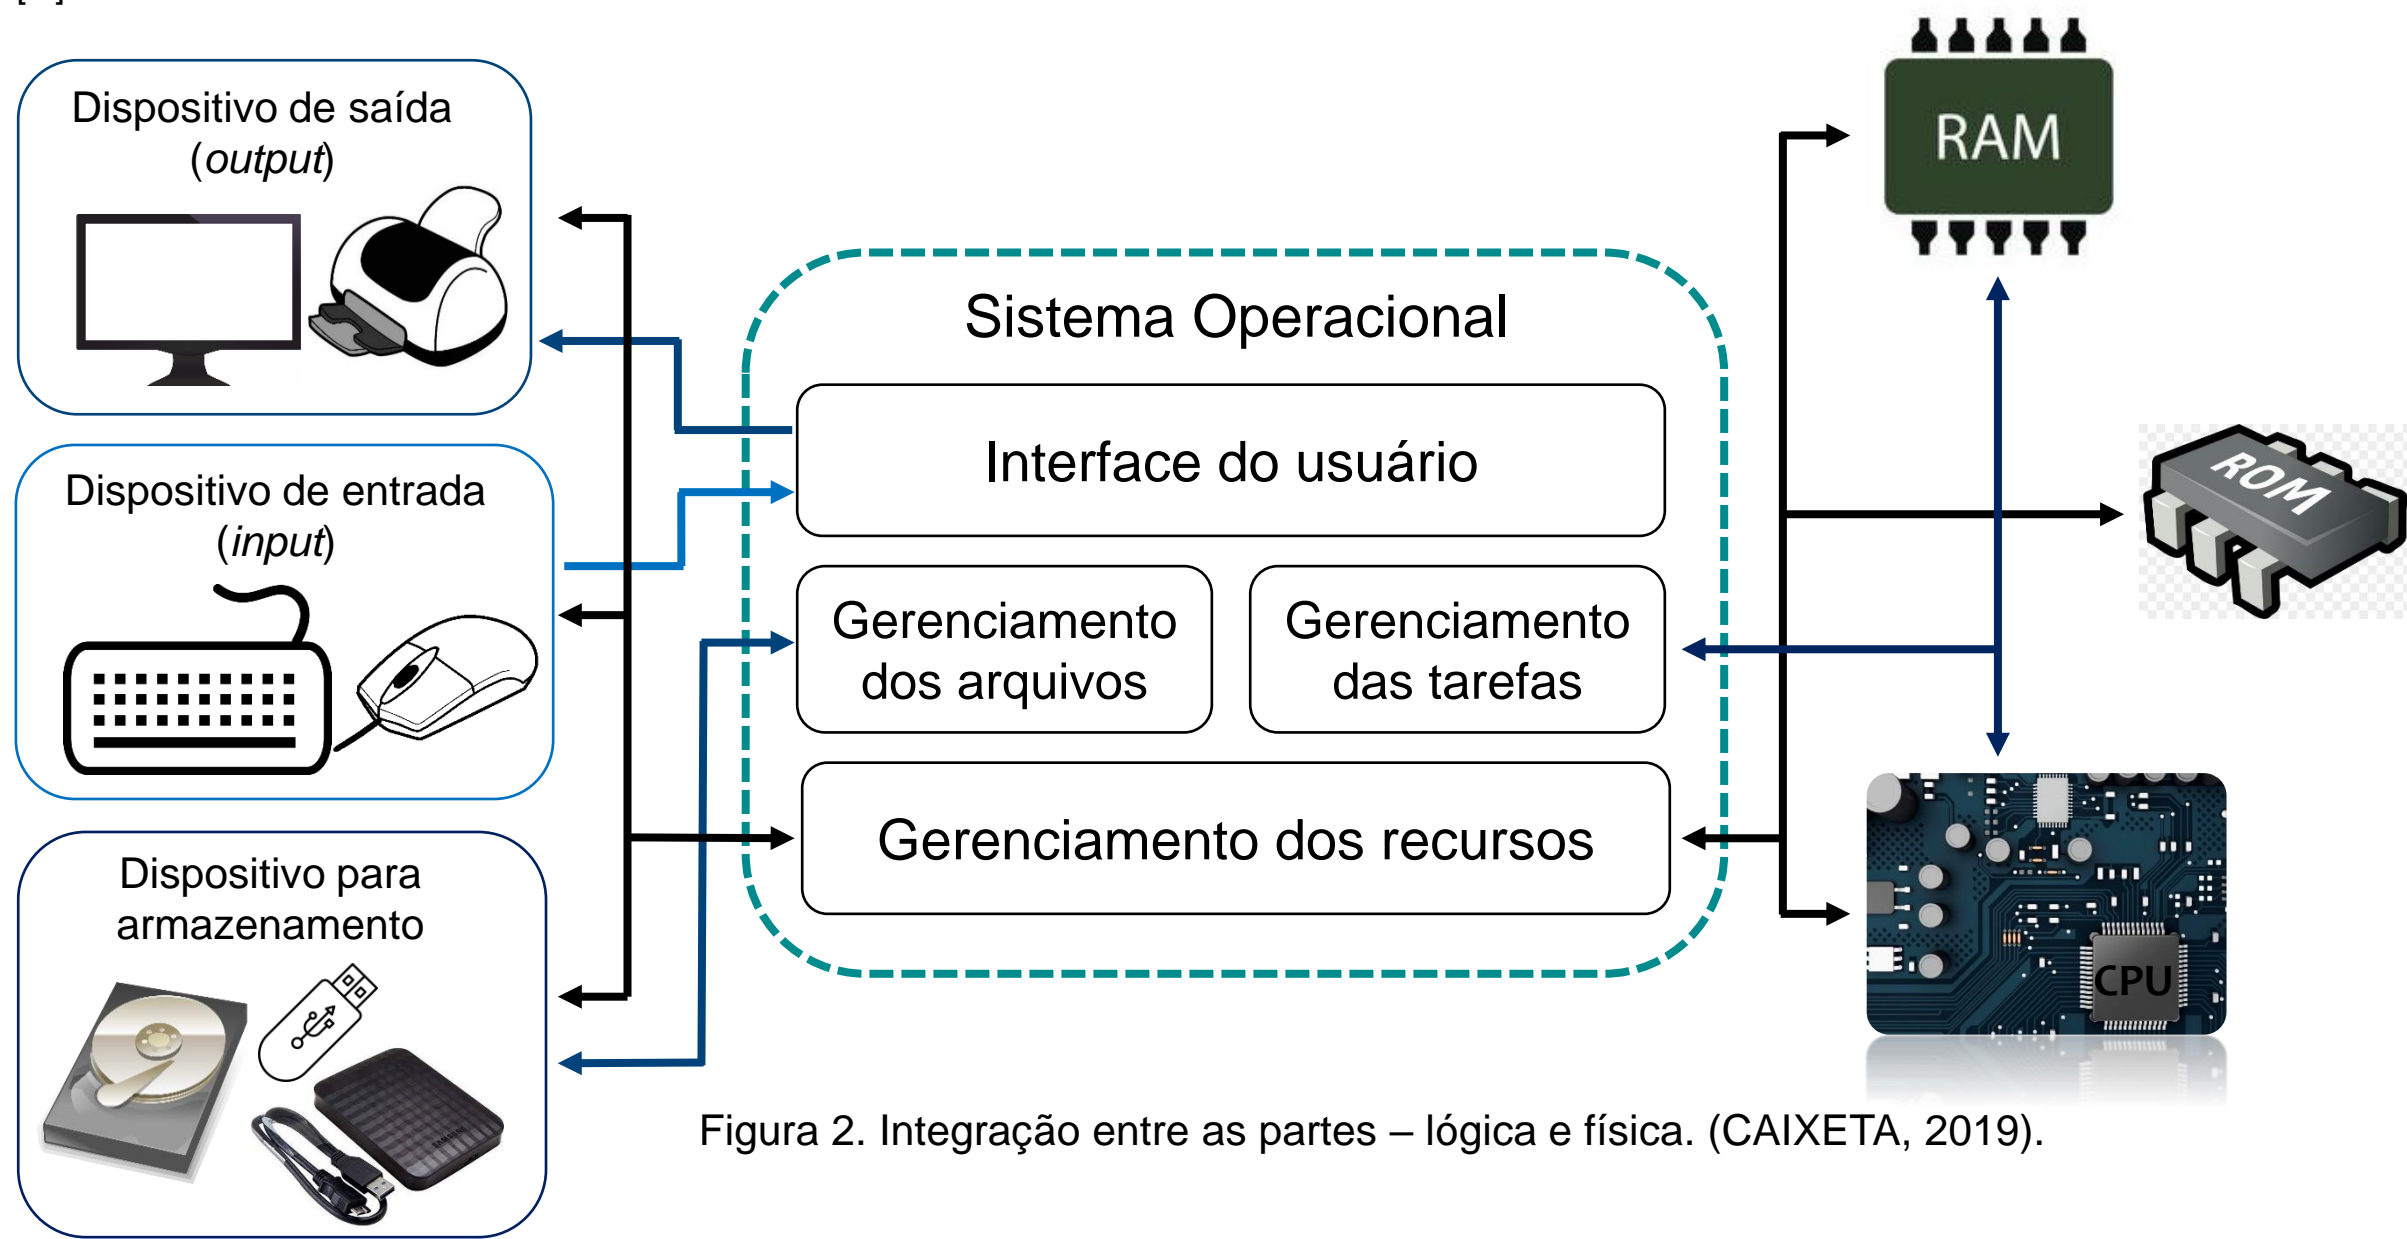 Dispositivo de saída
(output)
RAM
Sistema Operacional
Interface do usuário
ROM
Dispositivo de entrada
(input)
Gerenciamento
dos arquivos
Gerenciamento
das tarefas
Gerenciamento dos recursos
Dispositivo para
armazenamento
CPU
SAMSUNG
Figura 2. Integração entre as partes – lógica e física. (CAIXETA, 2019).